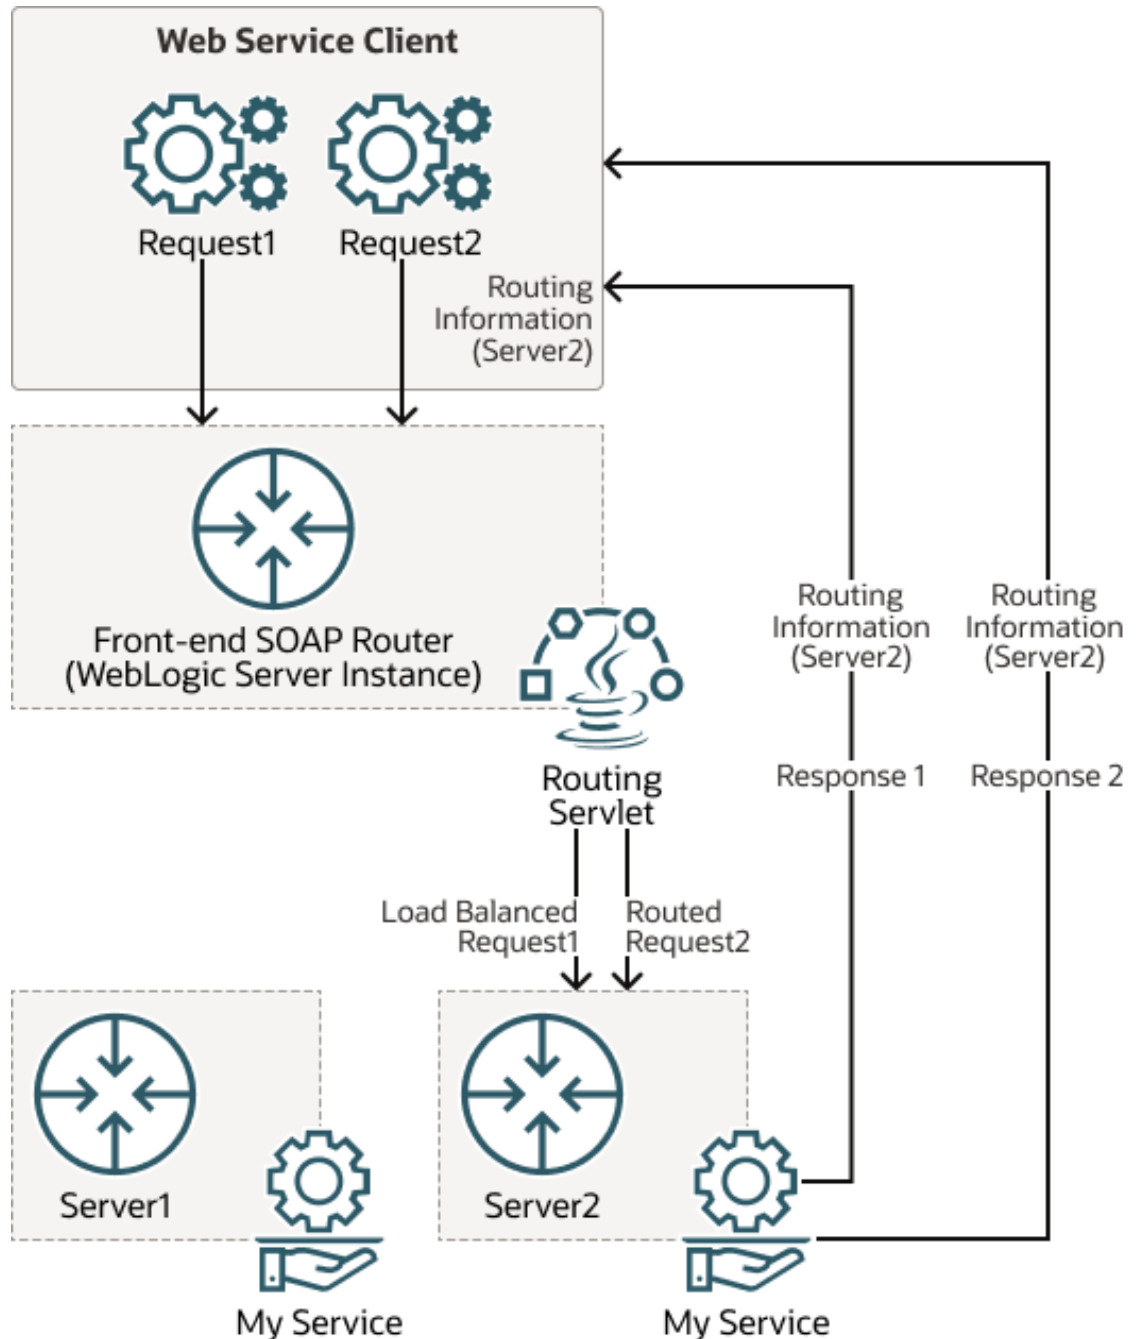 Web Service Client
Request1
Request2
Routing
Information
(Server2)
Front-end SOAP Router
(WebLogic Server Instance)
Routing
Servlet
Routing
Information
(Server2)
Response 1
Routing
Information
(Server2)
Response 2
Load Balanced
Request1
Routed
Request2
Server1
My Service
Server2
My Service